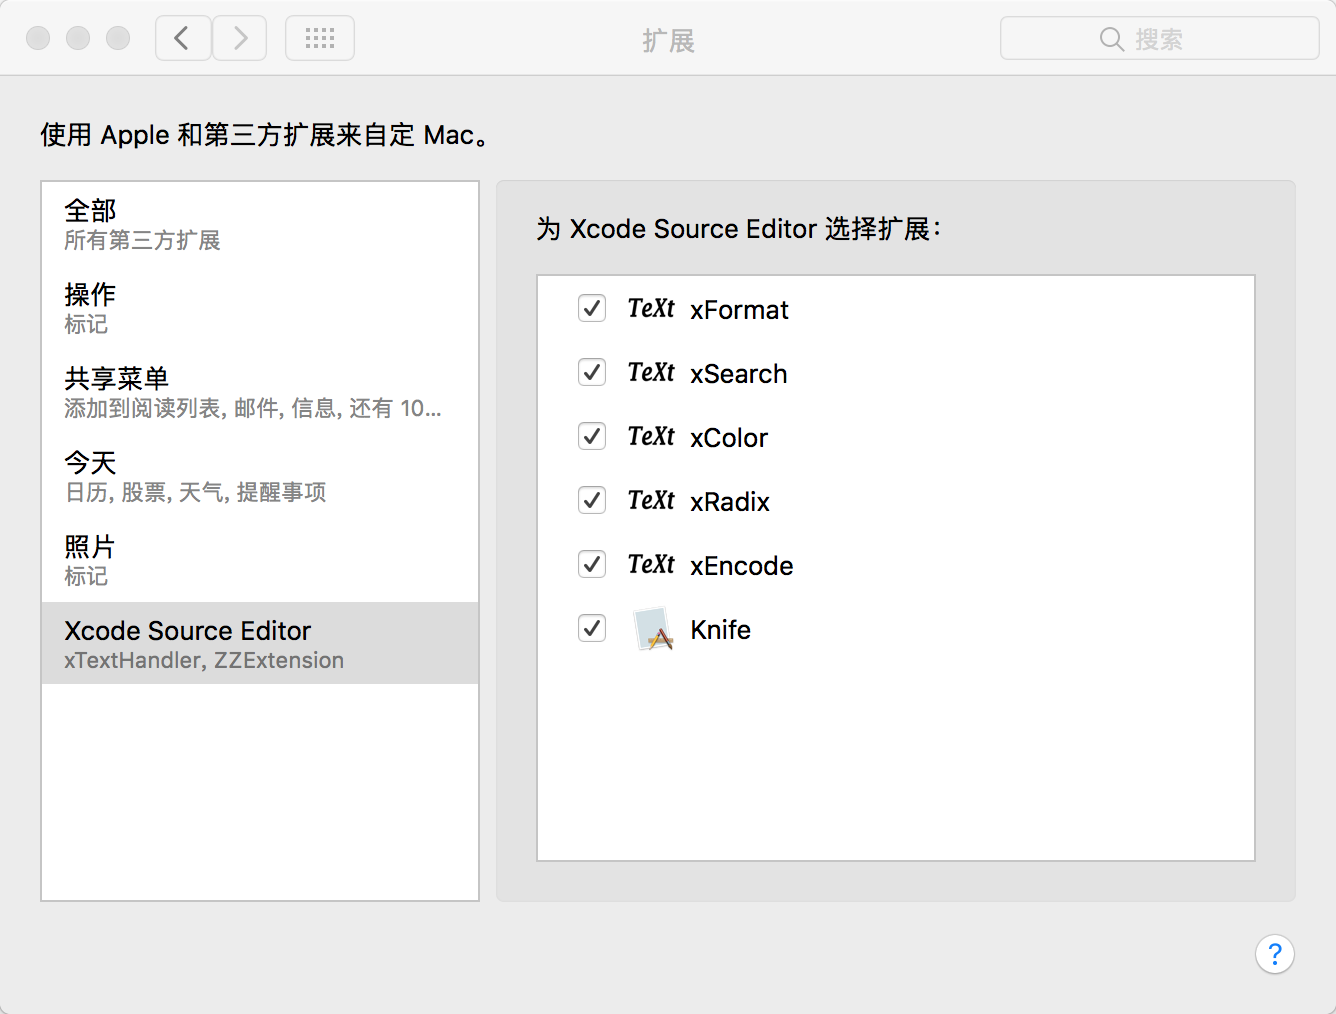 扩展
搜索
使用 Apple 和第三方扩展来自定 Mac。
全部
所有第三方扩展
操作
标记
共享菜单
添加到阅读列表, 邮件, 信息, 还有 10...
今天
日历, 股票, 天气, 提醒事项
照片
标记
Xcode Source Editor
xTextHandler, ZZExtension
为 Xcode Source Editor 选择扩展：
TeXt xFormat
TeXt xSearch
TeXt xColor
TeXt xRadix
TeXt xEncode
Knife
?